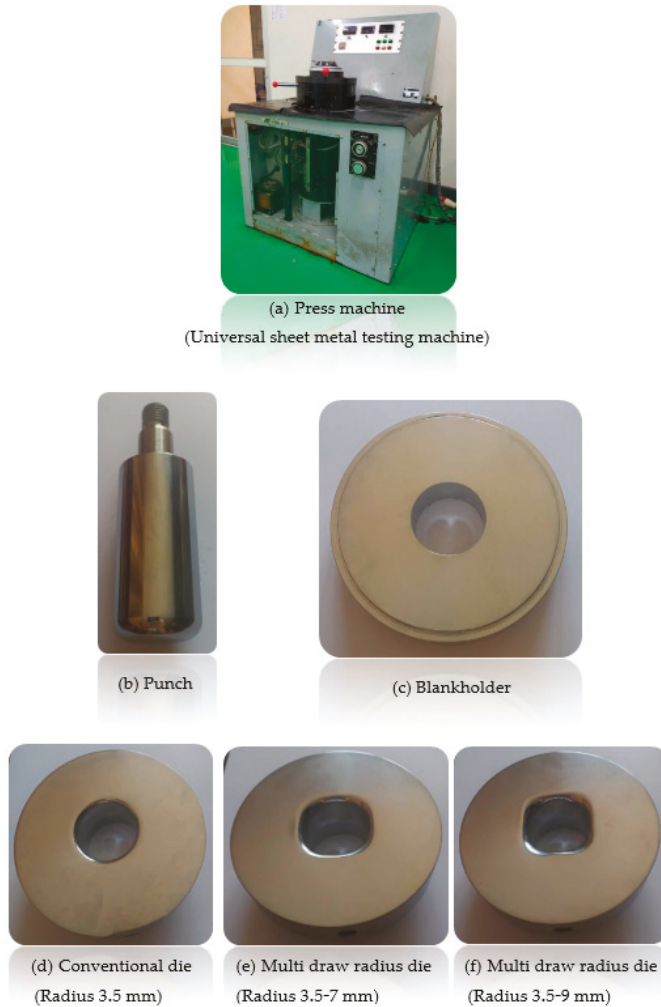 (a) Press machine
(Universal sheet metal testing machine)
(b) Punch
(c) Blankholder
(d) Conventional die
(Radius 3.5 mm)
(e) Multi draw radius die
(Radius 3.5-7 mm)
(f) Multi draw radius die
(Radius 3.5-9 mm)